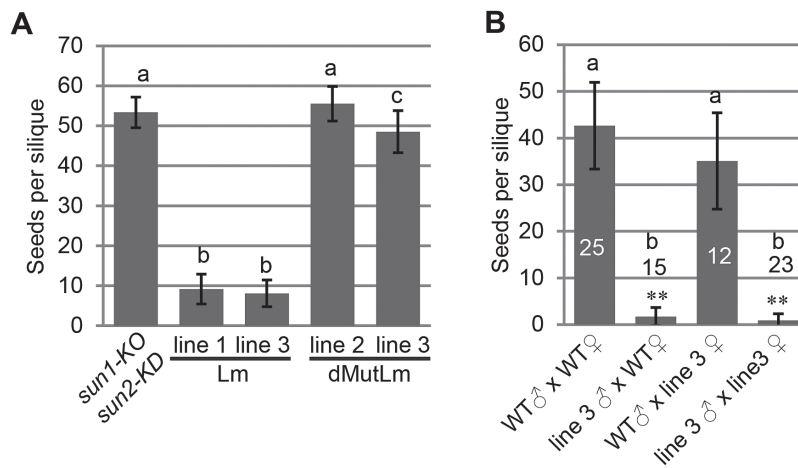 A
Seeds per silique
70
60
50
40
30
20
10
0
a
b
b
a
c
sun1-KO
sun2-KD
line 1 line 3
Lm
line 2 line 3
dMutLm
B
Seeds per silique
60
50
40
30
20
10
0
a
25
b
15
**
a
12
b
23
**
WT♂ x WT♀
line 3 ♂ x WT♀
WT♂ x line 3 ♀
line 3 ♂ x line3 ♀